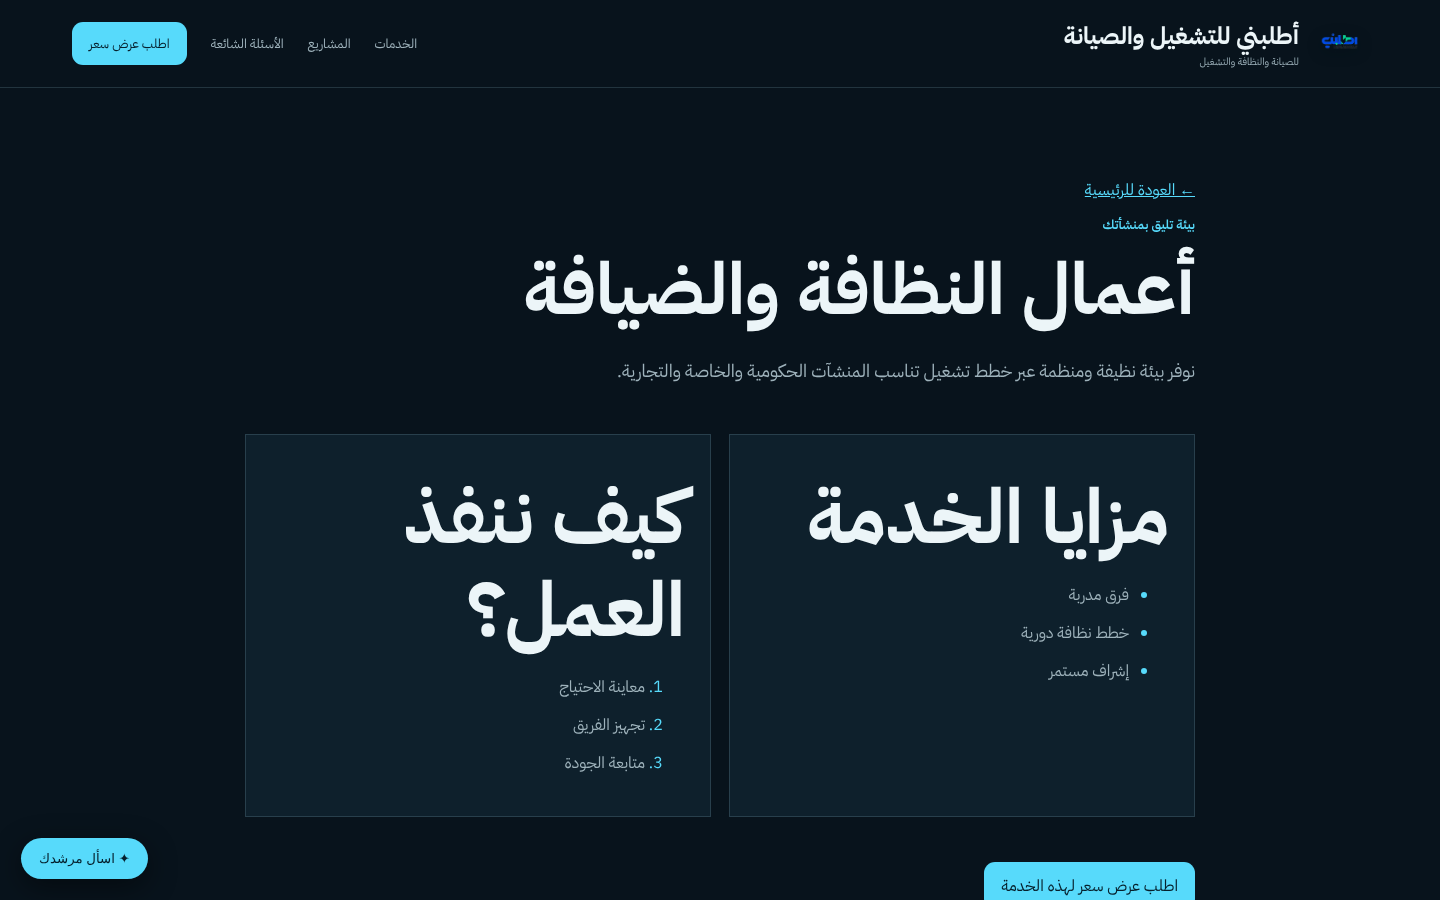 اطلبني
أطلبني للتشغيل والصيانة
للصيانة والنظافة والتشغيل
الخدمات
المشاريع
الأسئلة الشائعة
اطلب عرض سعر
← العودة للرئيسية
بيئة تليق بمنشأتك
أعمال النظافة والضيافة
نوفر بيئة نظيفة ومنظمة عبر خطط تشغيل تناسب المنشآت الحكومية والخاصة والتجارية.
مزايا الخدمة
• فرق مدربة
• خطط نظافة دورية
• إشراف مستمر
كيف ننفذ
العمل؟
1. معاينة الاحتياج
2. تجهيز الفريق
3. متابعة الجودة
اطلب عرض سعر لهذه الخدمة
✦ اسأل مرشدك